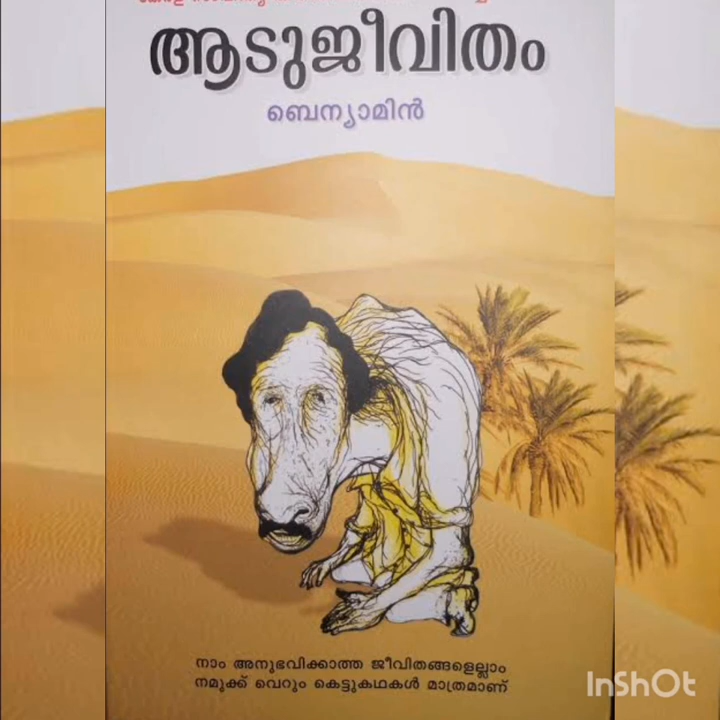 ആടുജീവിതം
ബെന്യാമിൻ
നാം അനുഭവിക്കാത്ത ജീവിതങ്ങളെല്ലാം
നമുക്ക് വെറും കെട്ടുകഥകൾ മാത്രമാണ്
InShOt